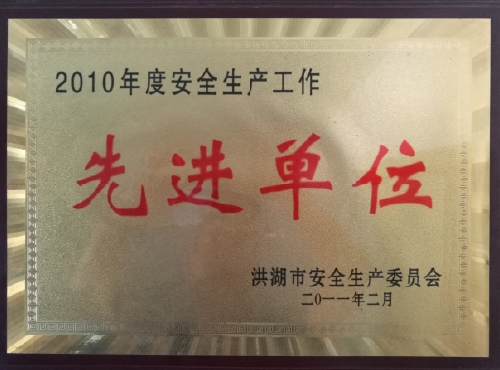 2010年度安全生产工作
先进单位
洪湖市安全生产委员会
二0一一年二月